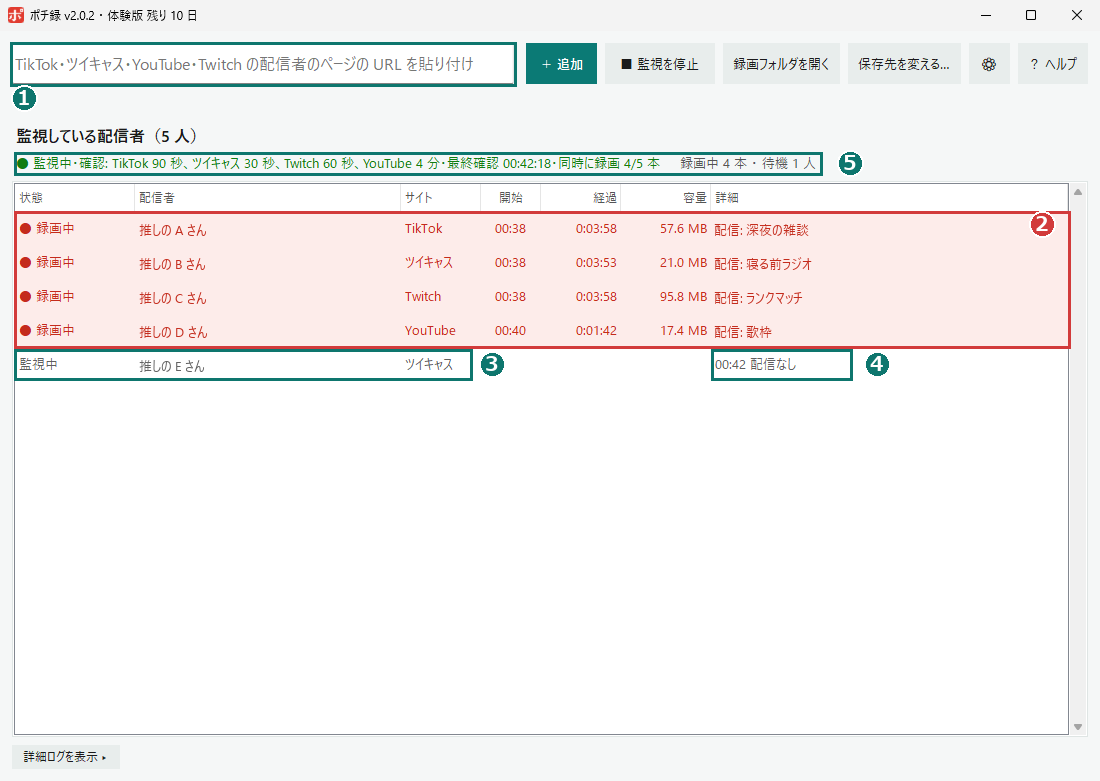 ポ ポチ録 v2.0.2・体験版 残り 10 日
TikTok・ツイキャス・YouTube・Twitch の配信者のページの URL を貼り付け
＋ 追加
■ 監視を停止
録画フォルダを開く
保存先を変える...
? ヘルプ
1
監視している配信者（5 人）
● 監視中・確認: TikTok 90 秒、ツイキャス 30 秒、Twitch 60 秒、YouTube 4 分・最終確認 00:42:18・同時に録画 4/5 本 録画中 4 本・待機 1 人
5
状態 配信者 サイト 開始 経過 容量 詳細
2
● 録画中 推しの A さん TikTok 00:38 0:03:58 57.6 MB 配信: 深夜の雑談
● 録画中 推しの B さん ツイキャス 00:38 0:03:53 21.0 MB 配信: 寝る前ラジオ
● 録画中 推しの C さん Twitch 00:38 0:03:58 95.8 MB 配信: ランクマッチ
● 録画中 推しの D さん YouTube 00:40 0:01:42 17.4 MB 配信: 歌枠
監視中 推しの E さん ツイキャス 3 00:42 配信なし 4
詳細ログを表示 ▸